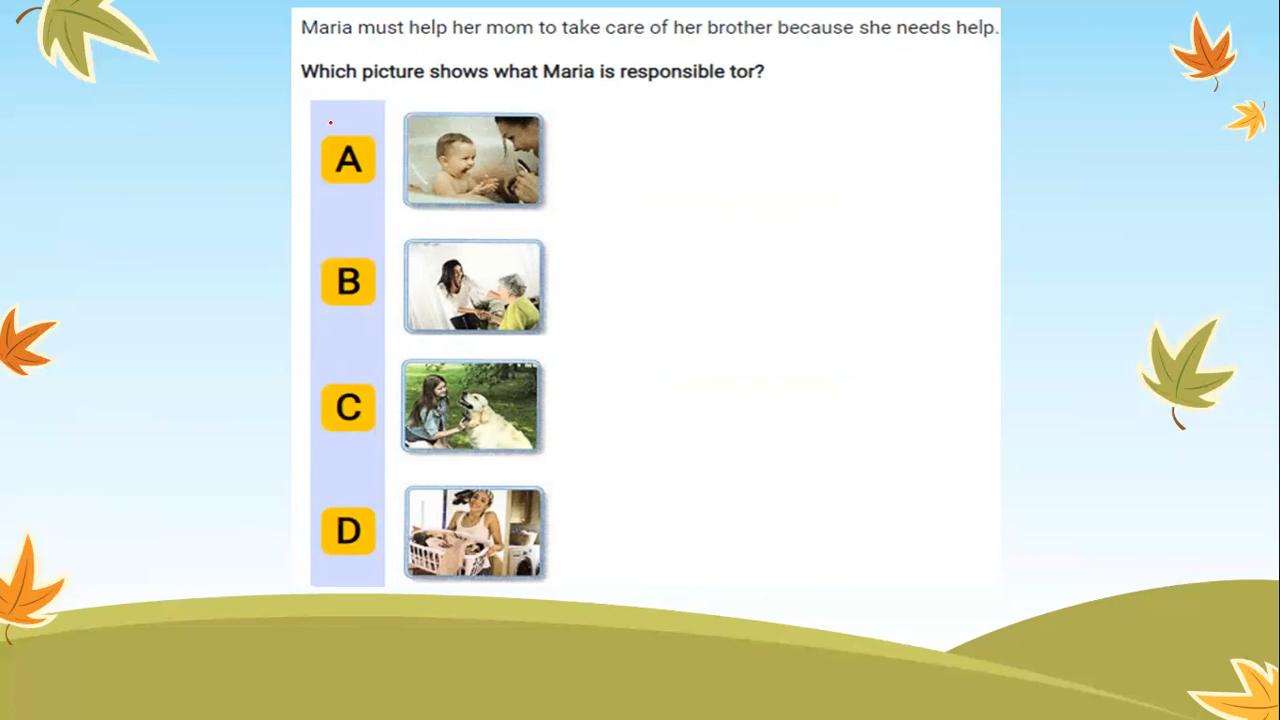 Maria must help her mom to take care of her brother because she needs help.
Which picture shows what Maria is responsible tor?
A
B
C
D